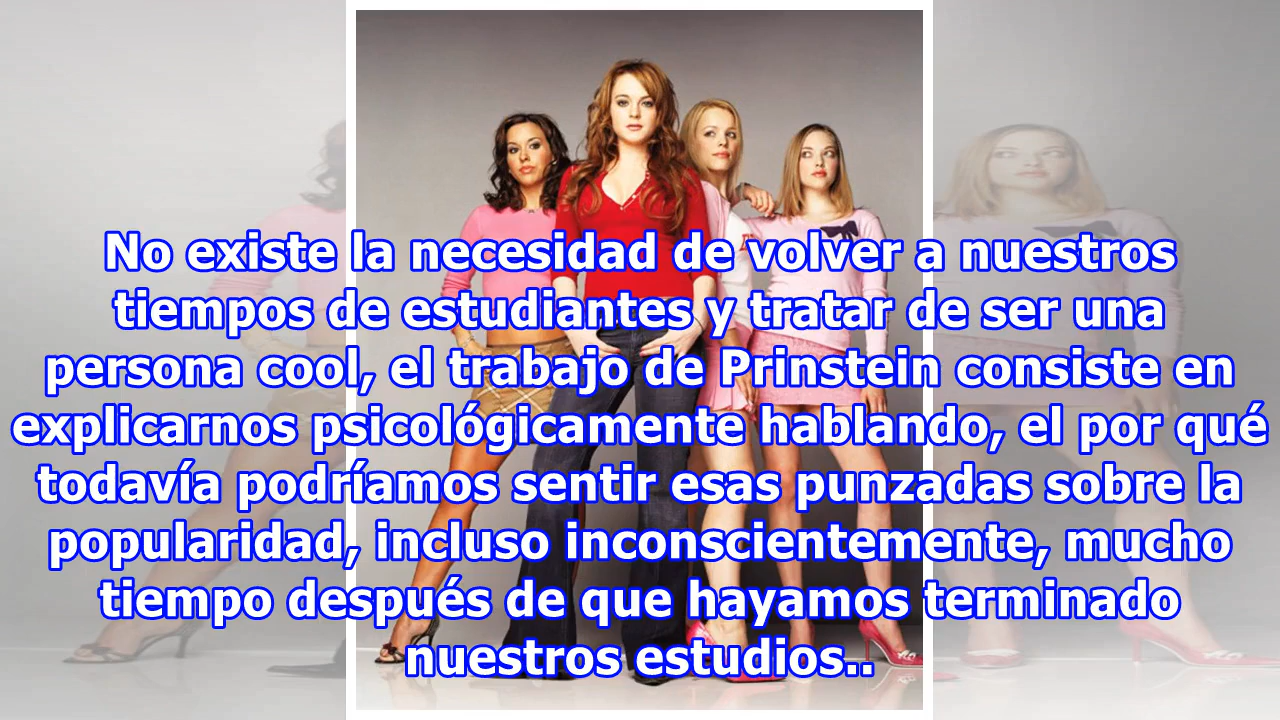 No existe la necesidad de volver a nuestros
tiempos de estudiantes y tratar de ser una
persona cool, el trabajo de Prinstein consiste en
explicarnos psicológicamente hablando, el por qué
todavía podríamos sentir esas punzadas sobre la
popularidad, incluso inconscientemente, mucho
tiempo después de que hayamos terminado
nuestros estudios..